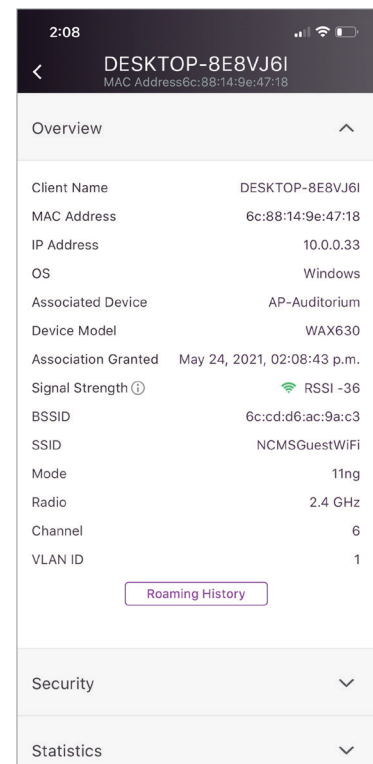 2:08
DESKTOP-8E8VJ6I
MAC Address6c:88:14:9e:47:18
Overview
Client Name DESKTOP-8E8VJ6I
MAC Address 6c:88:14:9e:47:18
IP Address 10.0.0.33
OS Windows
Associated Device AP-Auditorium
Device Model WAX630
Association Granted May 24, 2021, 02:08:43 p.m.
Signal Strength RSSI -36
BSSID 6c:cd:d6:ac:9a:c3
SSID NCMSGuestWiFi
Mode 11ng
Radio 2.4 GHz
Channel 6
VLAN ID 1
Roaming History
Security
Statistics